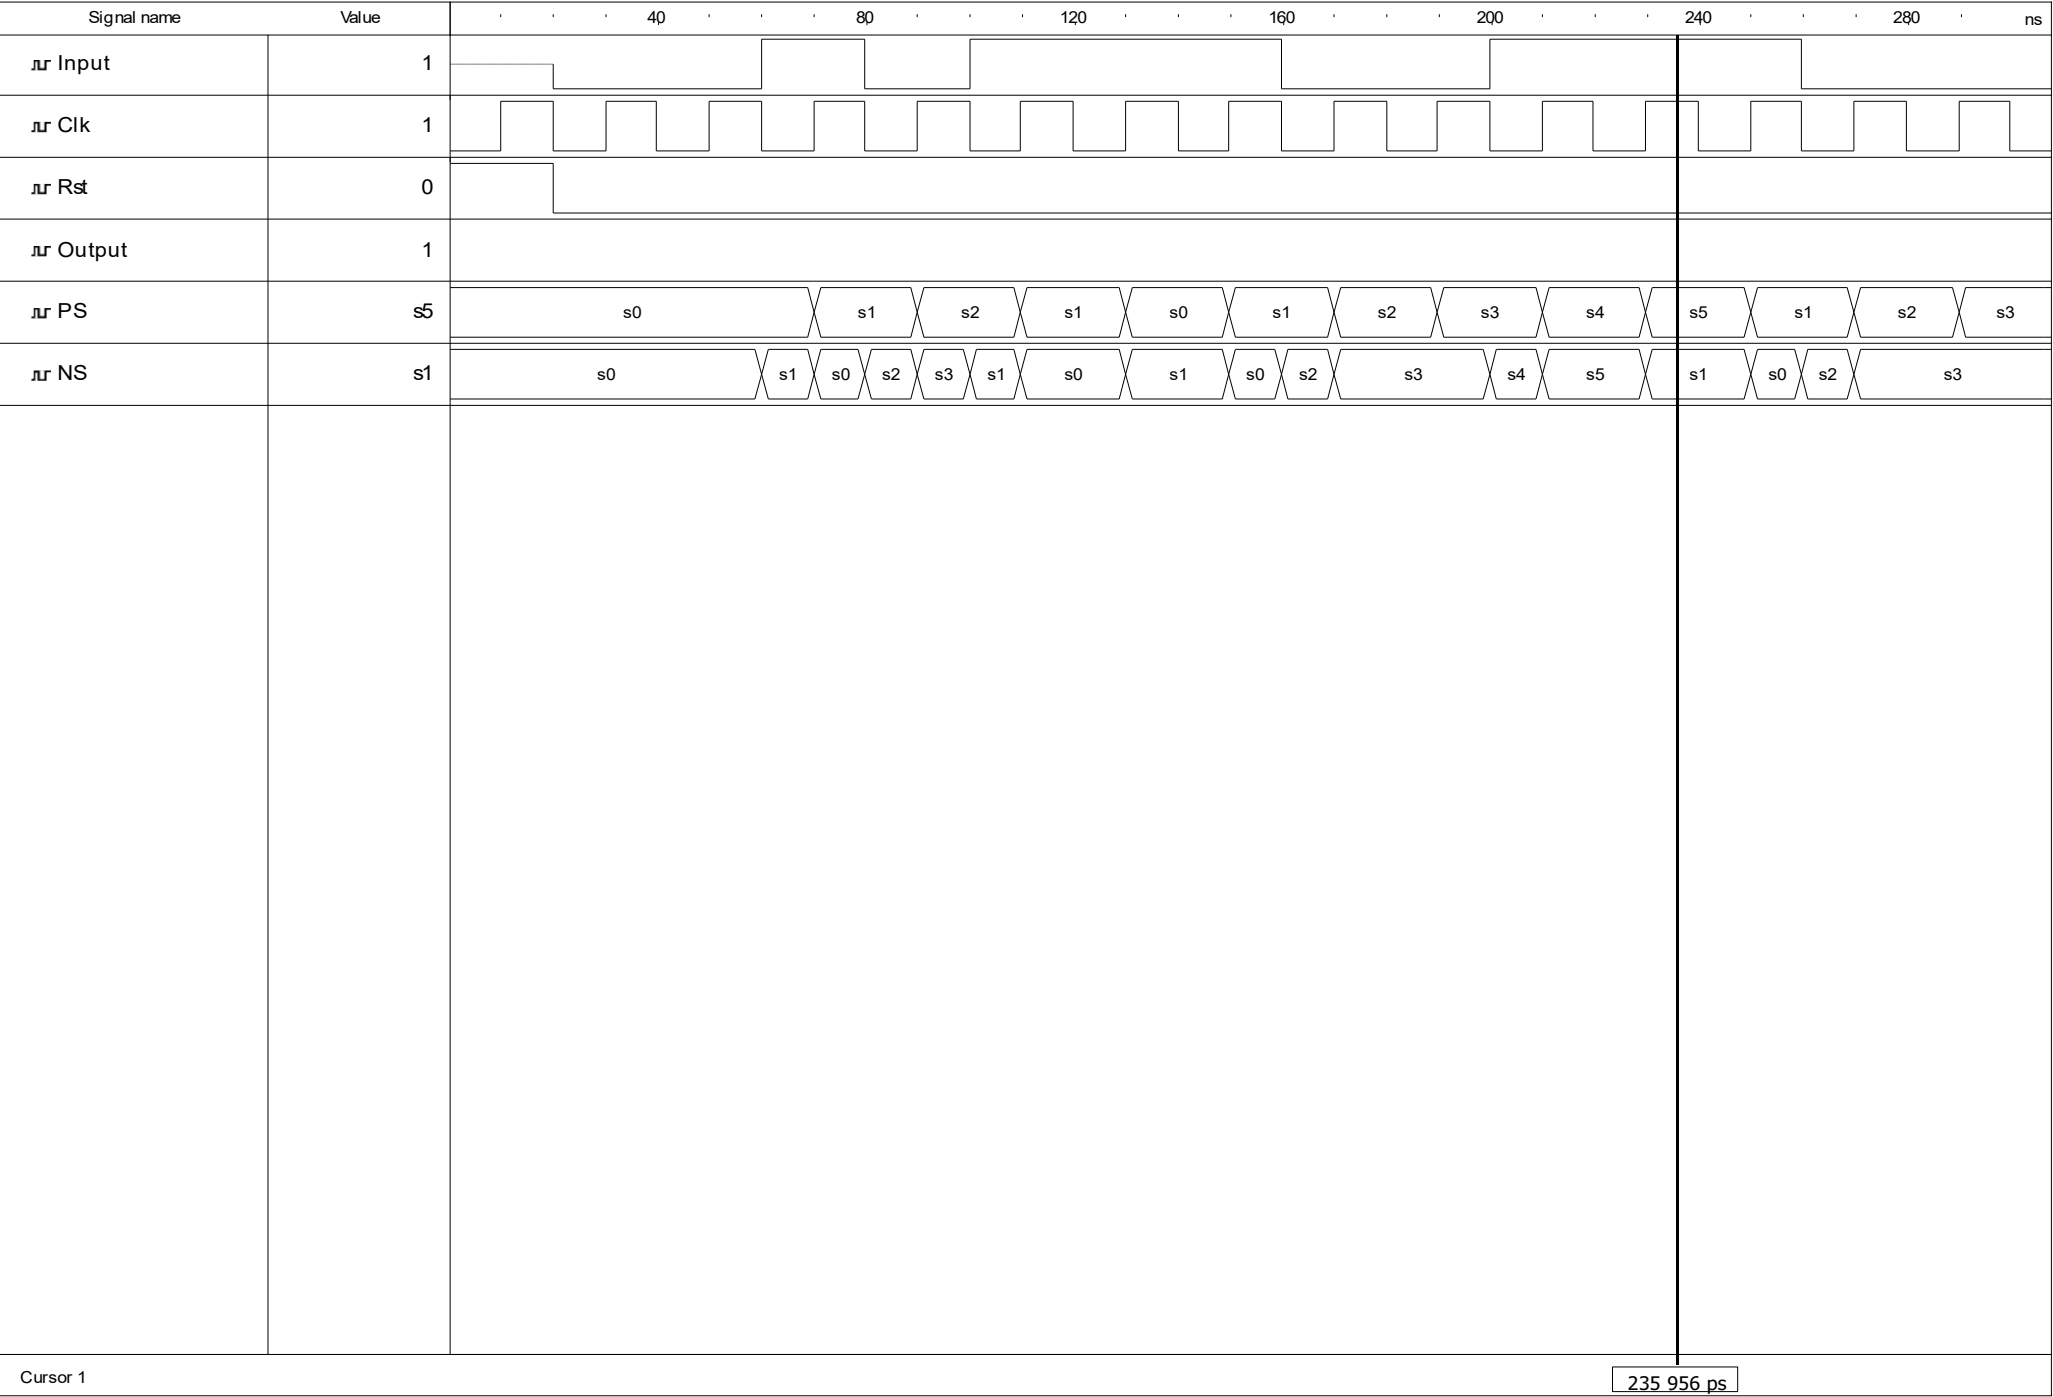 Signal name Value 40 80 120 160 200 240 280 ns
Input 1
Clk 1
Rst 0
Output 1
PS s5 s0 s1 s2 s1 s0 s1 s2 s3 s4 s5 s1 s2 s3
NS s1 s0 s1 s0 s2 s3 s1 s0 s1 s0 s2 s3 s4 s5 s1 s0 s2 s3
Cursor 1 235 956 ps